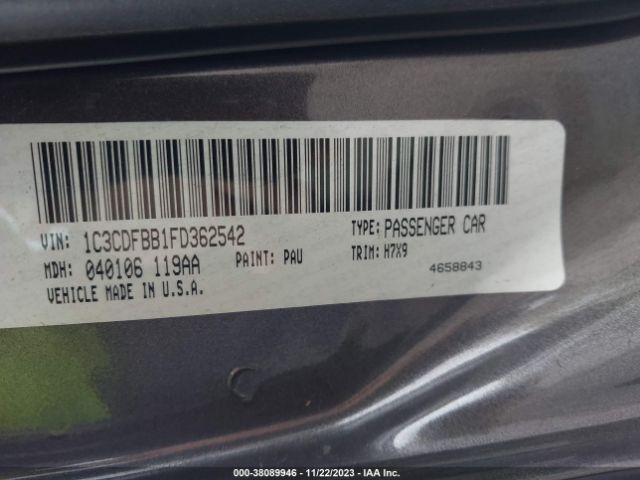 VIN: 1C3CDFBB1FD362542
TYPE: PASSENGER CAR
MDH: 040106 119AA
PAINT: PAU
TRIM: H7X9
VEHICLE MADE IN U.S.A.
4658843
000-38089946 - 11/22/2023 - IAA Inc.